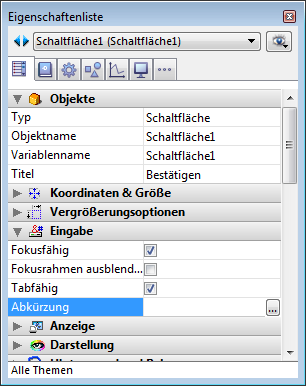 Eigenschaftenliste
Schaltfläche1 (Schaltfläche1)
Objekte
Typ Schaltfläche
Objektname Schaltfläche1
Variablenname Schaltfläche1
Titel Bestätigen
Koordinaten & Größe
Vergrößerungsoptionen
Eingabe
Fokusfähig
Fokusrahmen ausblend...
Tabfähig
Abkürzung ...
Anzeige
Darstellung
Alle Themen